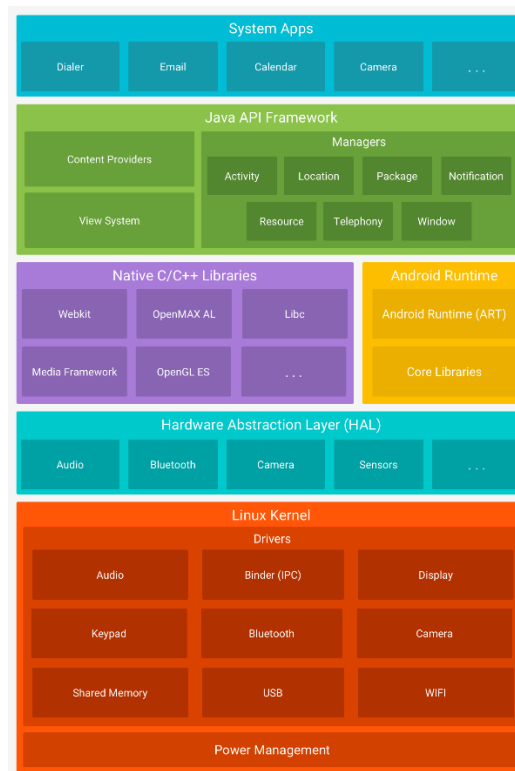 System Apps
Dialer
Email
Calendar
Camera
. . .
Java API Framework
Content Providers
View System
Managers
Activity
Location
Package
Notification
Resource
Telephony
Window
Native C/C++ Libraries
Webkit
OpenMAX AL
Libc
Media Framework
OpenGL ES
. . .
Android Runtime
Android Runtime (ART)
Core Libraries
Hardware Abstraction Layer (HAL)
Audio
Bluetooth
Camera
Sensors
. . .
Linux Kernel
Drivers
Audio
Binder (IPC)
Display
Keypad
Bluetooth
Camera
Shared Memory
USB
WIFI
Power Management